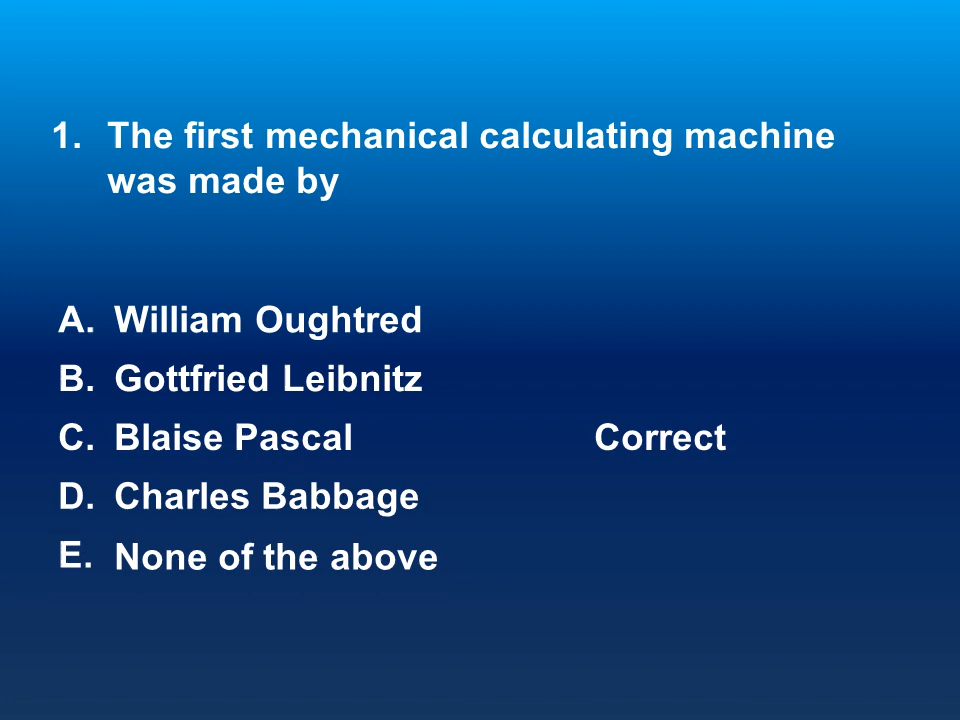 1. The first mechanical calculating machine
was made by
A. William Oughtred
B. Gottfried Leibnitz
C. Blaise Pascal Correct
D. Charles Babbage
E. None of the above